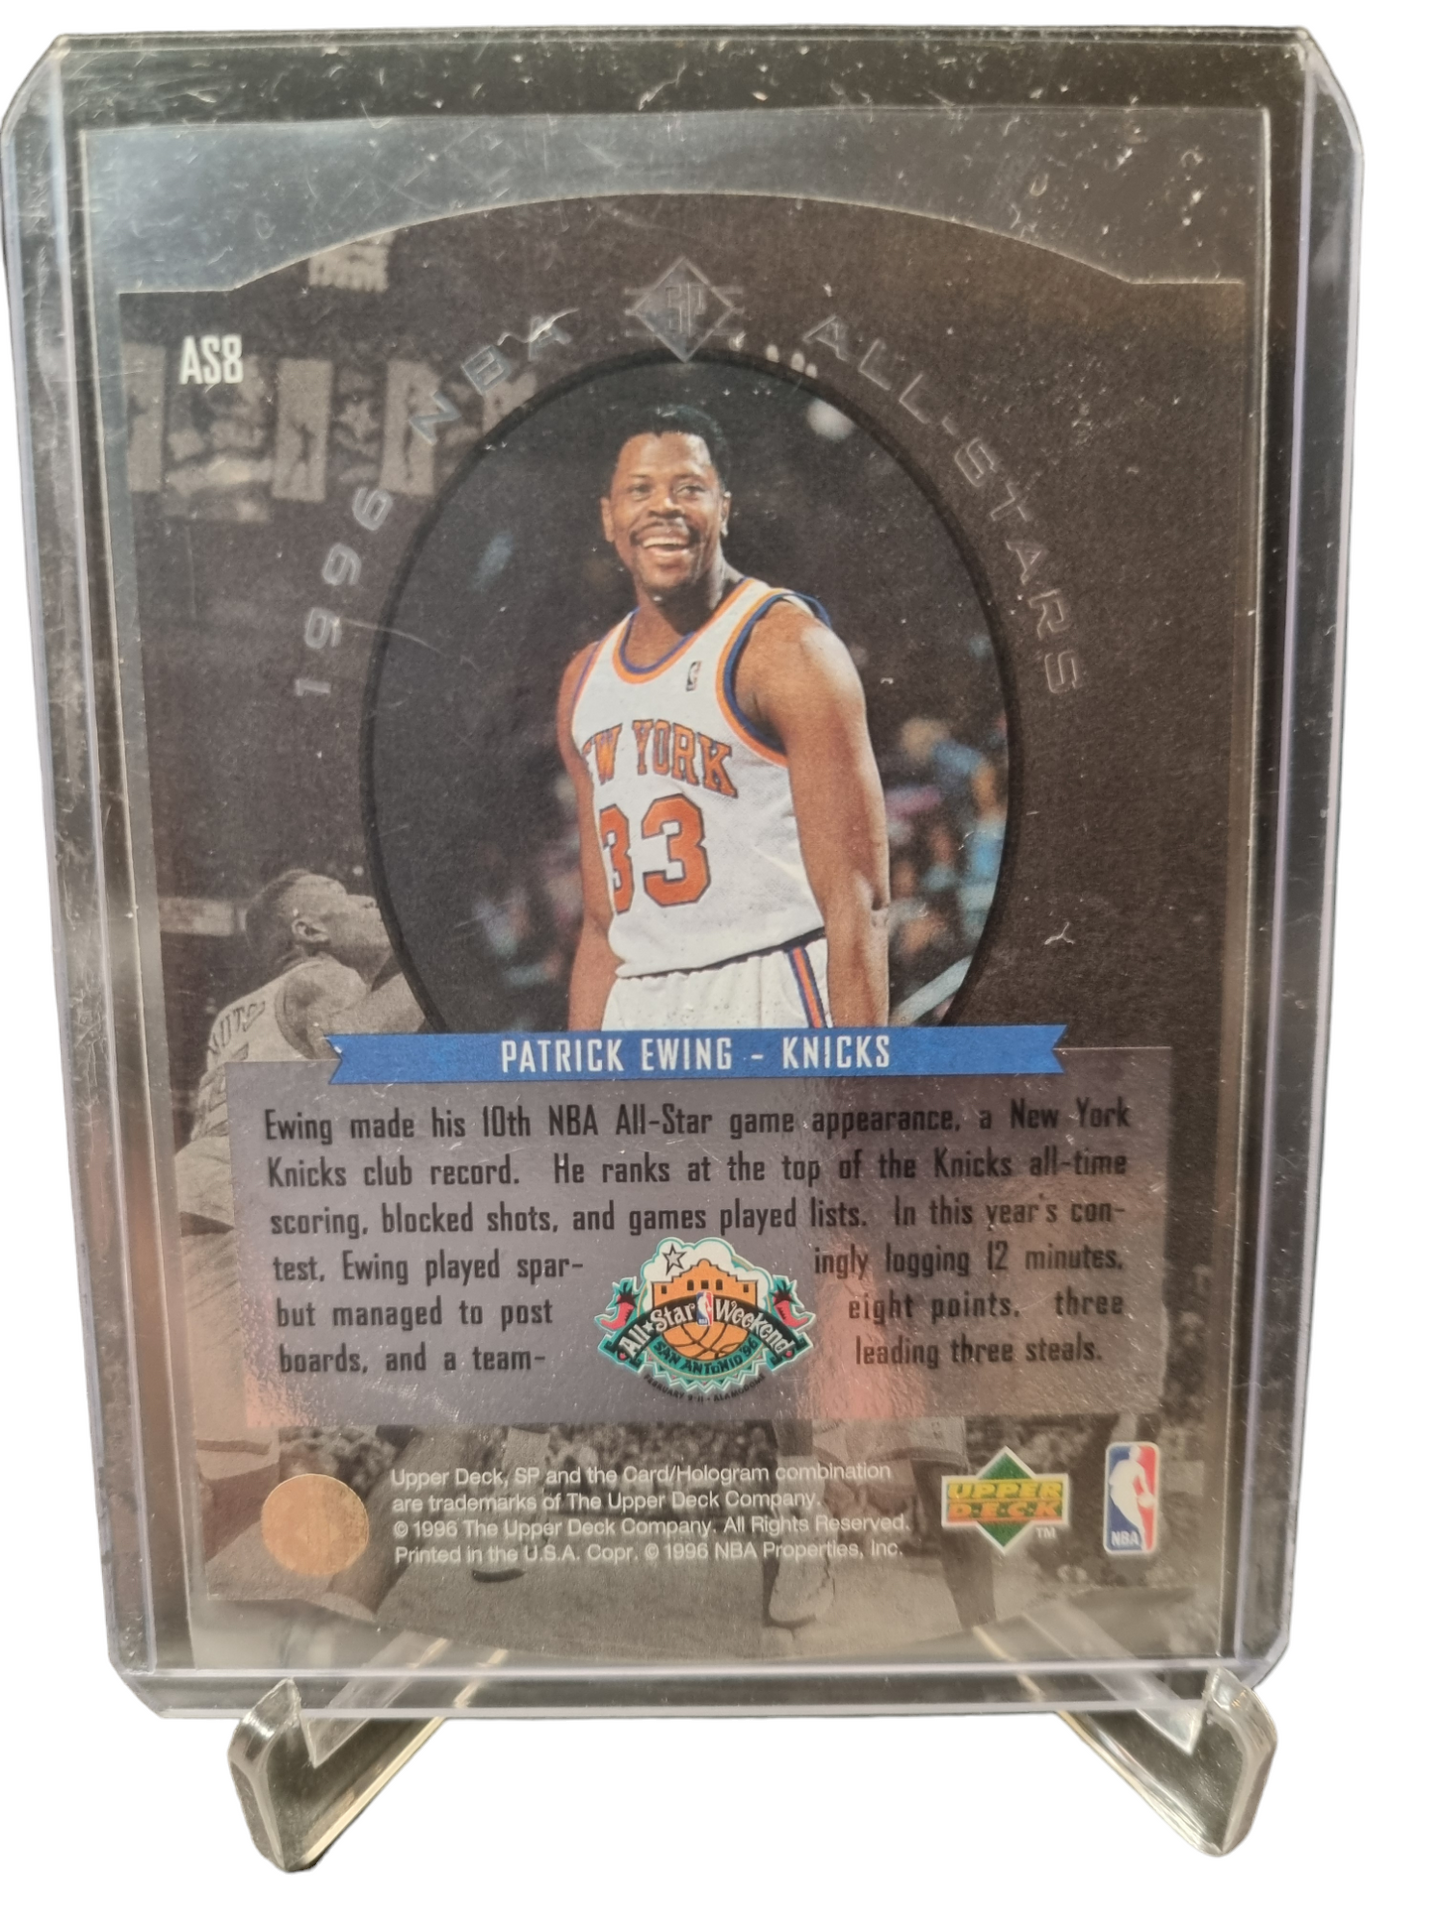 AS8
SP
1996 NBA ALL-STARS
NEW YORK
33
PATRICK EWING - KNICKS
Ewing made his 10th NBA All-Star game appearance, a New York
Knicks club record. He ranks at the top of the Knicks all-time
scoring, blocked shots, and games played lists. In this year's con-
test, Ewing played spar- ingly logging 12 minutes,
but managed to post eight points, three
boards, and a team- leading three steals.
All★Star Weekend
SAN ANTONIO '96
Upper Deck, SP and the Card/Hologram combination
are trademarks of The Upper Deck Company.
© 1996 The Upper Deck Company. All Rights Reserved.
Printed in the U.S.A. Copr. © 1996 NBA Properties, Inc.
UPPER
DECK
TM
NBA